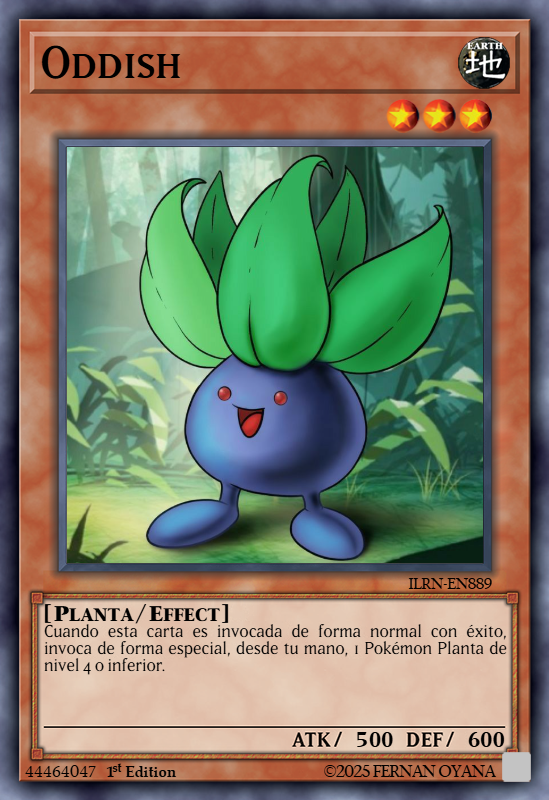 Oddish
EARTH
地
ILRN-EN889
[Planta/Effect]
Cuando esta carta es invocada de forma normal con éxito,
invoca de forma especial, desde tu mano, 1 Pokémon Planta de
nivel 4 o inferior.
ATK/ 500 DEF/ 600
44464047 1st Edition ©2025 FERNAN OYANA